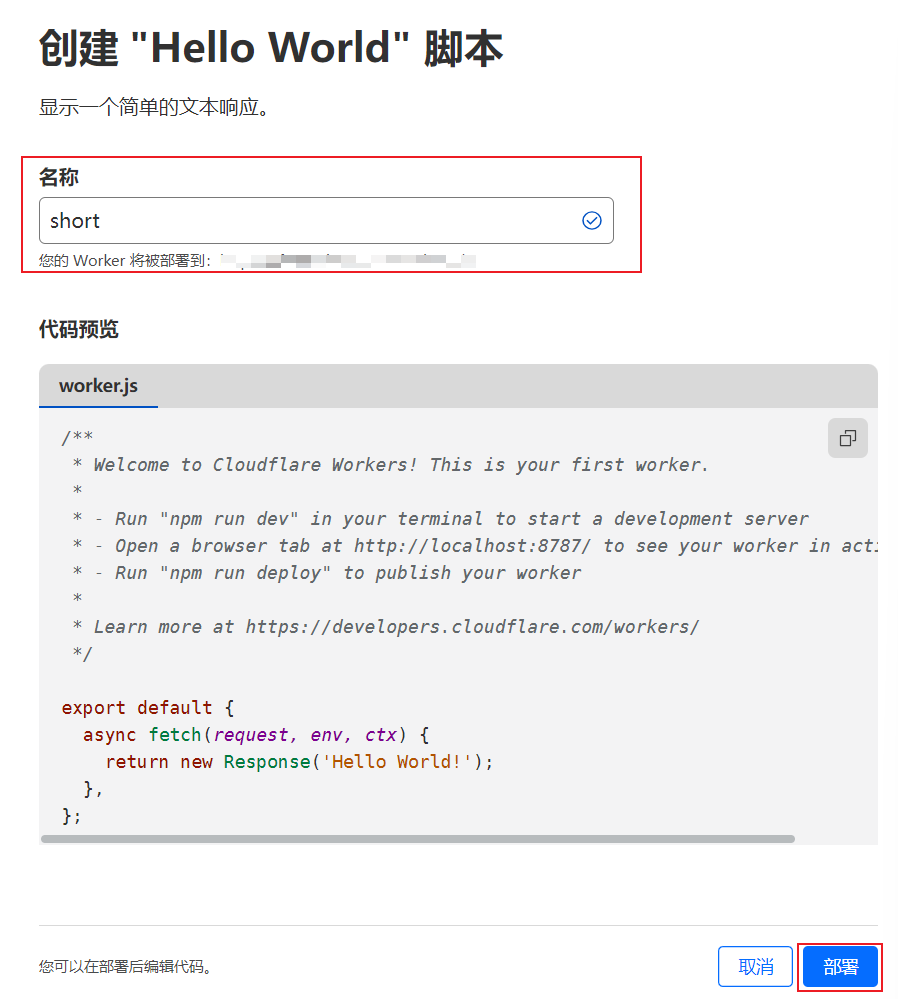 创建 "Hello World" 脚本
显示一个简单的文本响应。
名称
short
您的 Worker 将被部署到：
代码预览
worker.js
/**
 * Welcome to Cloudflare Workers! This is your first worker.
 *
 * - Run "npm run dev" in your terminal to start a development server
 * - Open a browser tab at http://localhost:8787/ to see your worker in
 * - Run "npm run deploy" to publish your worker
 *
 * Learn more at https://developers.cloudflare.com/workers/
 */
export default {
  async fetch(request, env, ctx) {
    return new Response('Hello World!');
  },
};
您可以在部署后编辑代码。
取消
部署